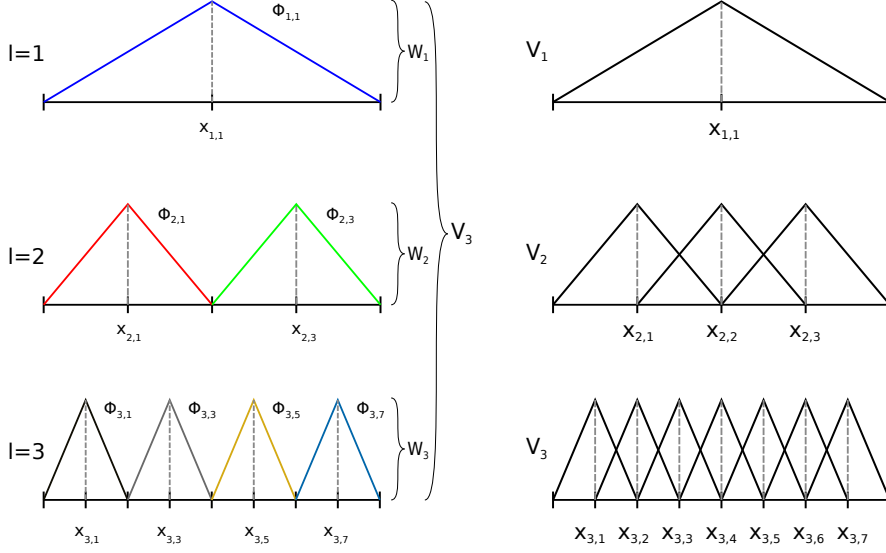 l=1 Φ1,1 W1 V1
x1,1 x1,1
l=2 Φ2,1 Φ2,3 W2 V3 V2
x2,1 x2,3 x2,1 x2,2 x2,3
l=3 Φ3,1 Φ3,3 Φ3,5 Φ3,7 W3 V3
x3,1 x3,3 x3,5 x3,7 x3,1 x3,2 x3,3 x3,4 x3,5 x3,6 x3,7